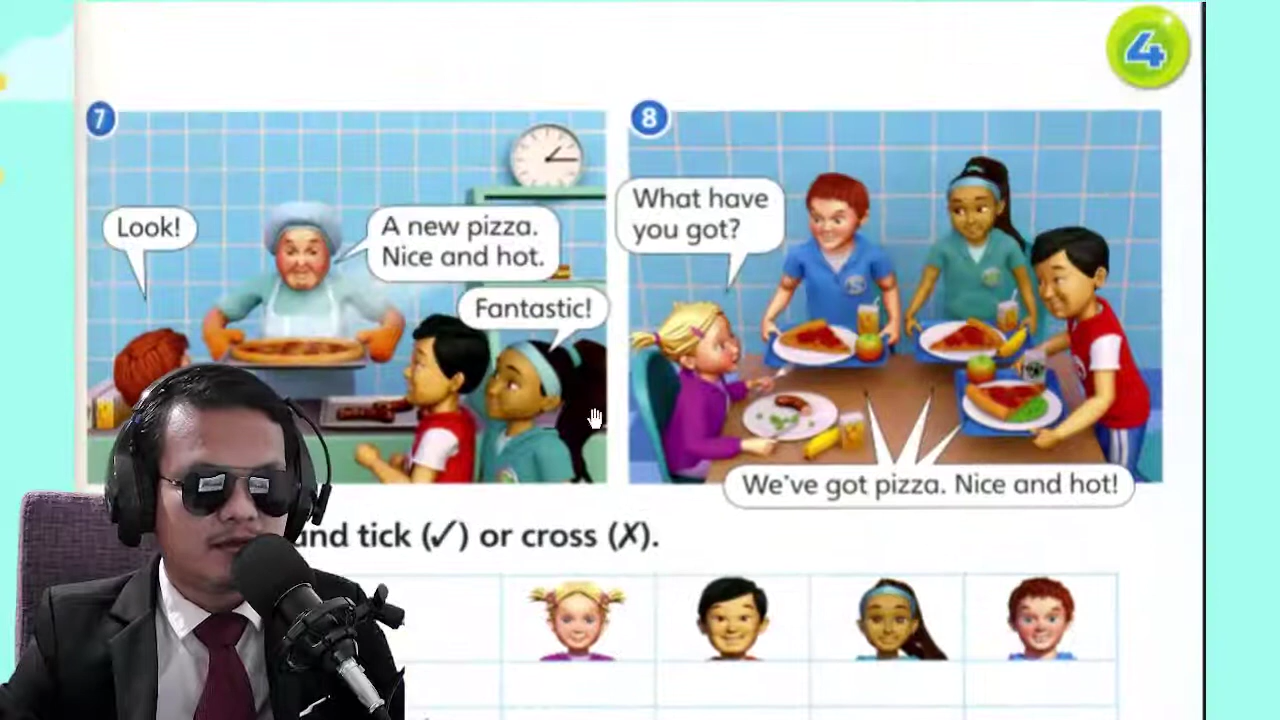 4
7
8
Look!
A new pizza.
Nice and hot.
Fantastic!
What have
you got?
We've got pizza. Nice and hot!
and tick (✓) or cross (✗).